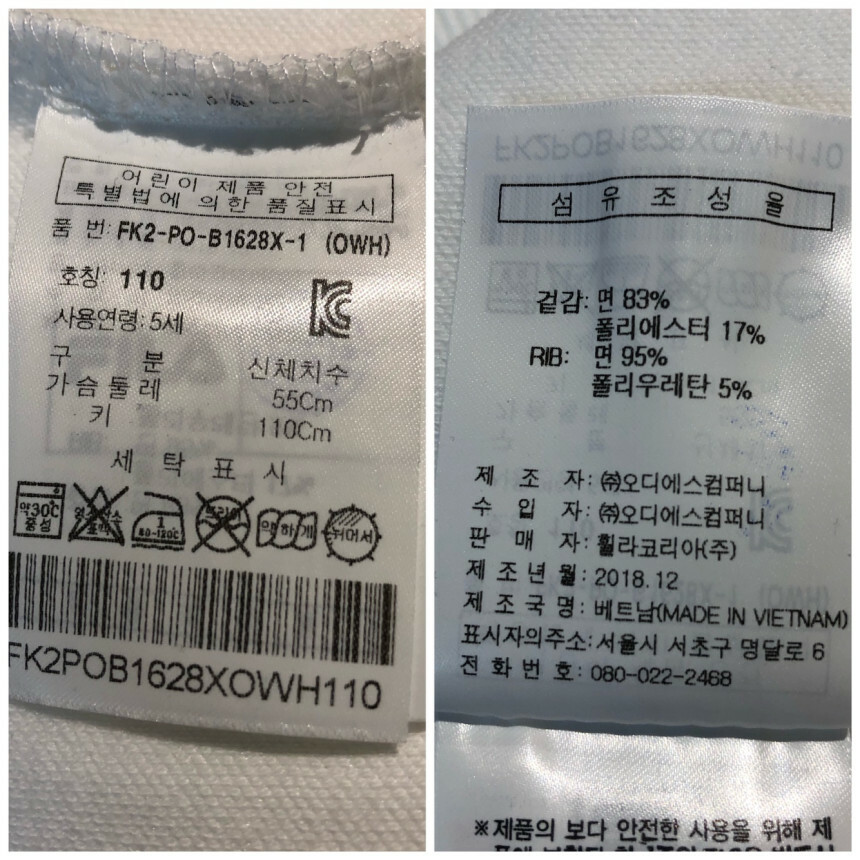 어린이 제품 안전
특별법에 의한 품질표시
품 번: FK2-PO-B1628X-1 (OWH)
호칭: 110
사용연령: 5세
구 분 신체치수
가슴둘레 55Cm
키 110Cm
세 탁 표 시
약30℃ 중성
염소표백
1 80-120℃
드라이
약하게
뉘어서
FK2POB1628XOWH110
섬 유 조 성 율
겉감: 면 83%
폴리에스터 17%
RIB: 면 95%
폴리우레탄 5%
제 조 자: ㈜오디에스컴퍼니
수 입 자: ㈜오디에스컴퍼니
판 매 자: 휠라코리아(주)
제조년월: 2018.12
제조국명: 베트남(MADE IN VIETNAM)
표시자의주소: 서울시 서초구 명달로 6
전화번호: 080-022-2468
※제품의 보다 안전한 사용을 위해 제